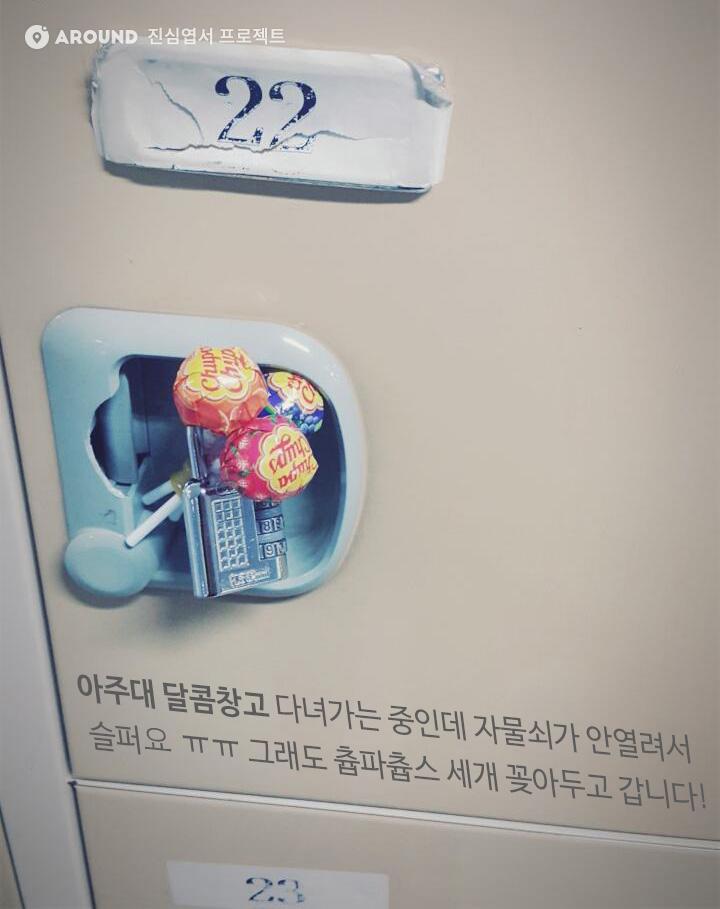 AROUND 진심엽서 프로젝트
22
Chupa Chups
Chupa Chups
아주대 달콤창고 다녀가는 중인데 자물쇠가 안열려서
슬퍼요 ㅠㅠ 그래도 츕파츕스 세개 꽂아두고 갑니다!
23